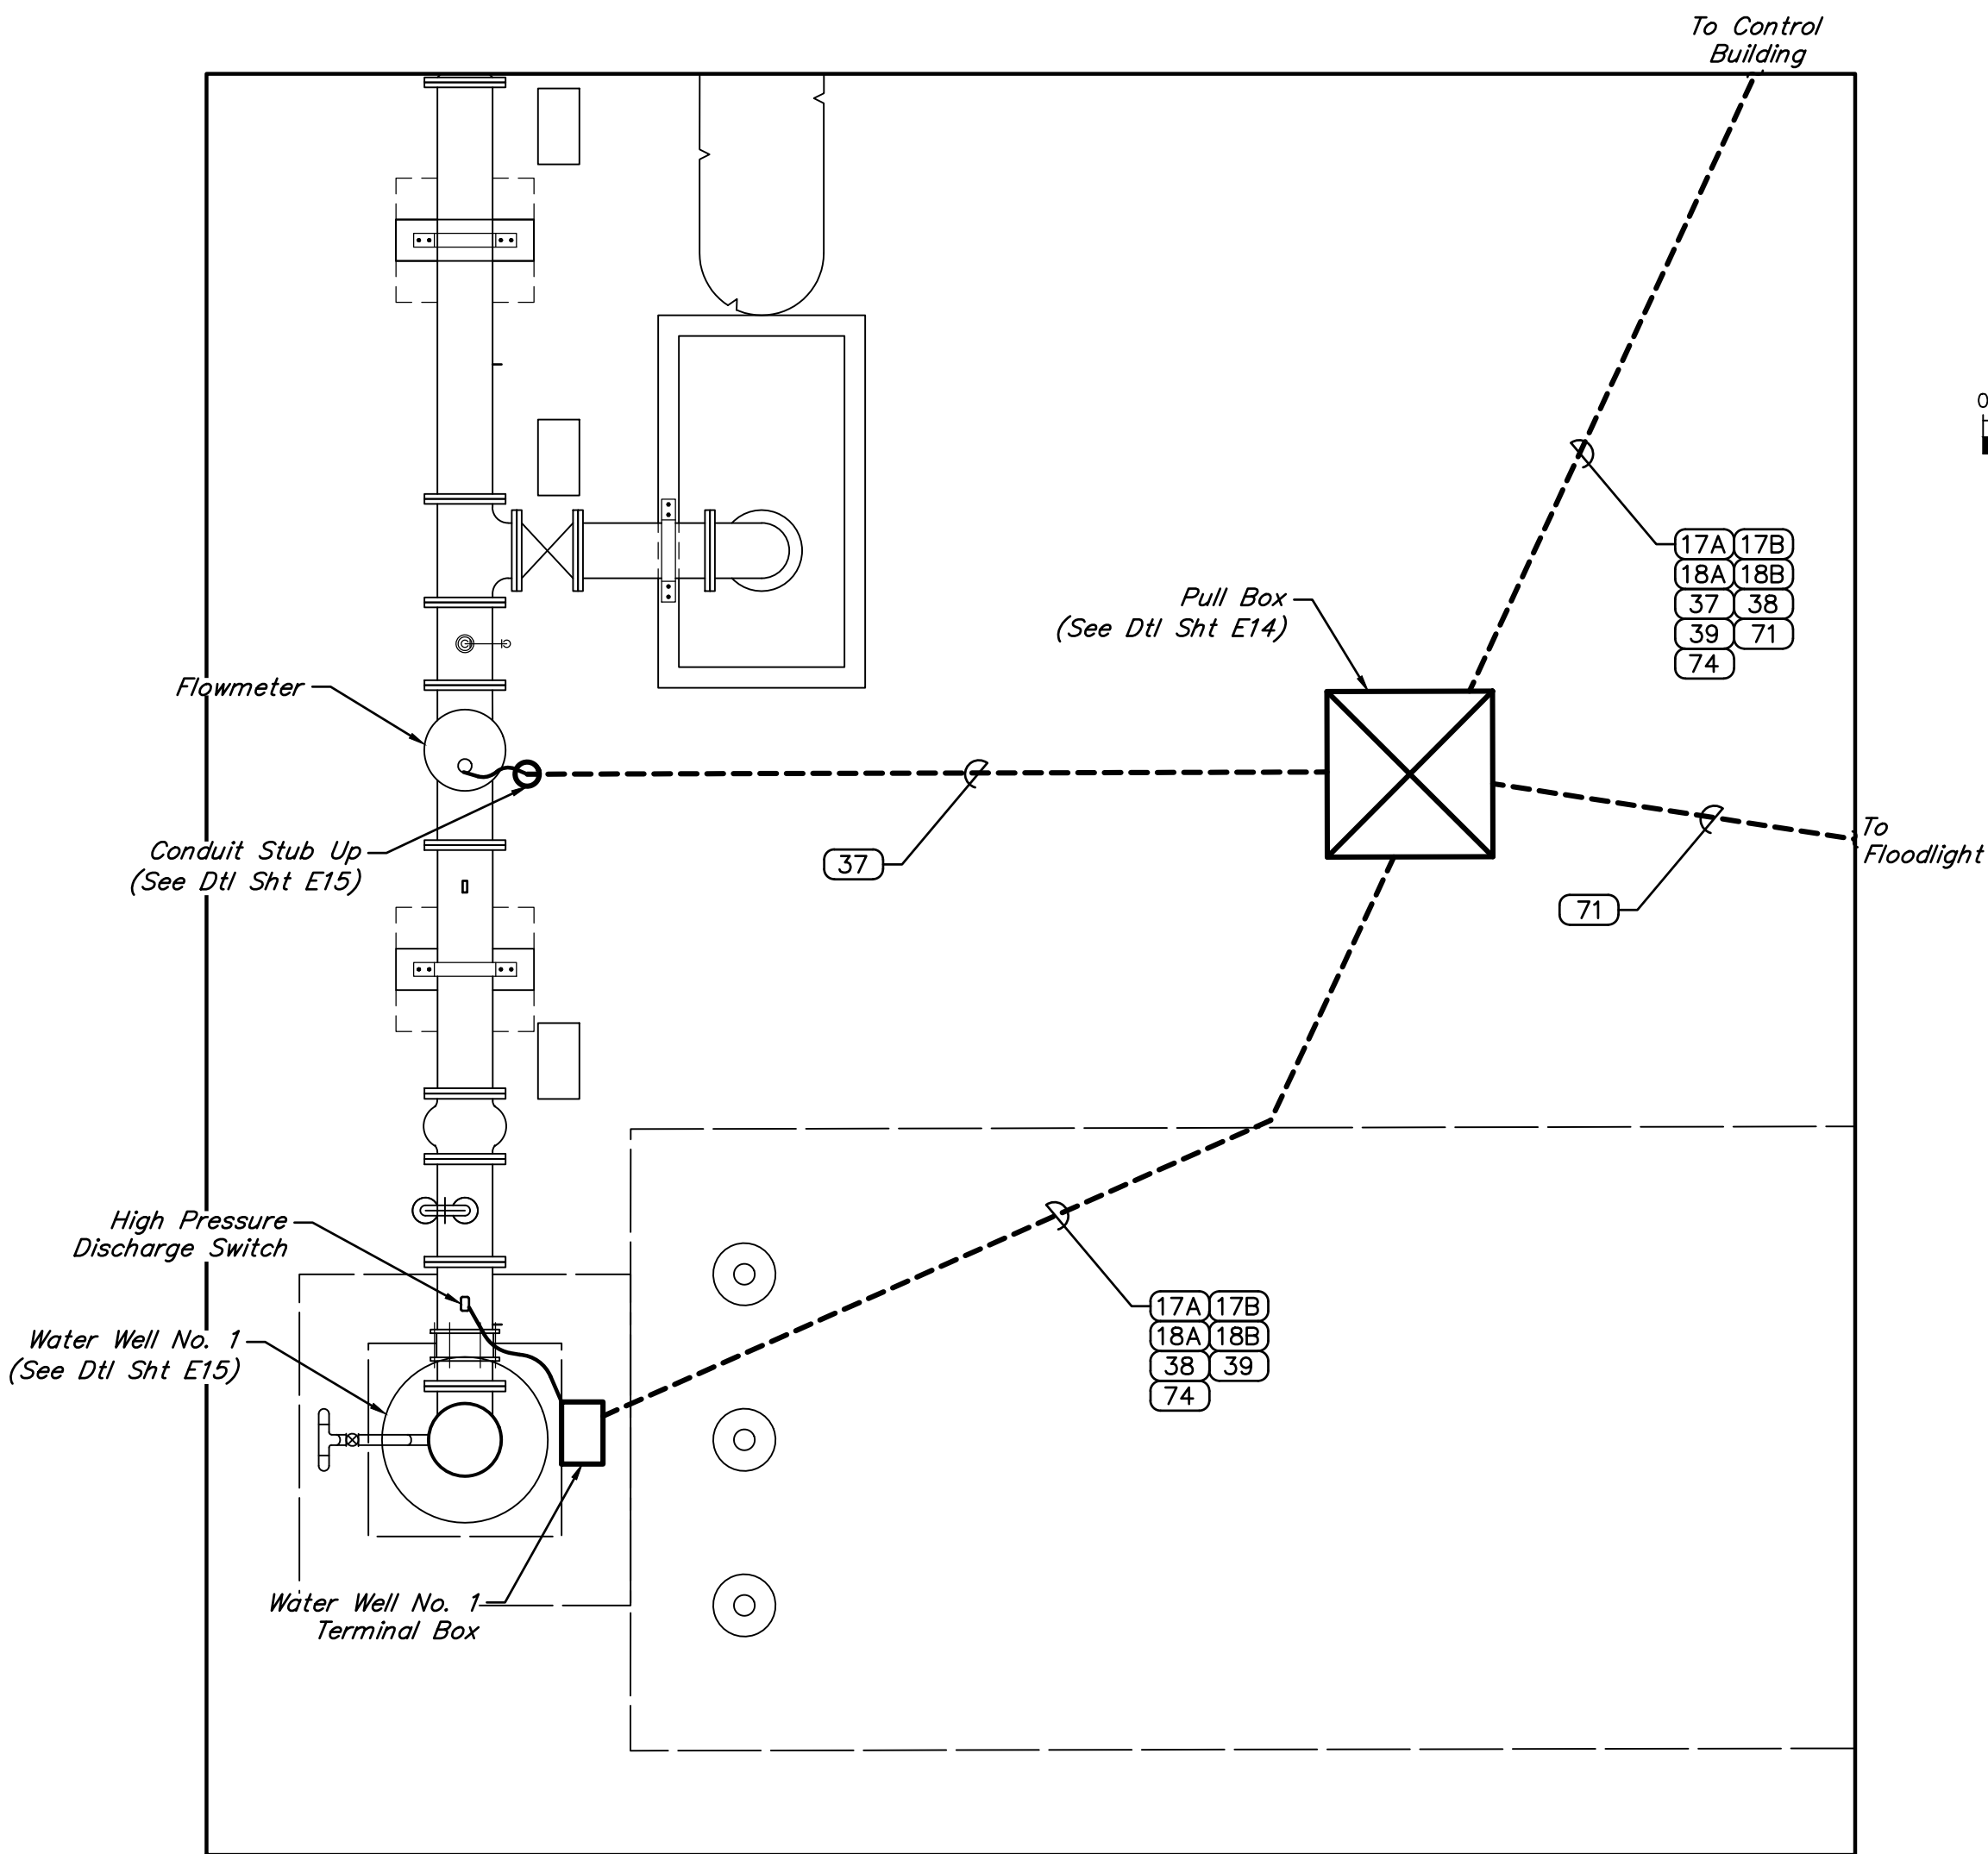 To Control
Building
0
17A 17B
18A 18B
37 38
39 71
74
Pull Box
(See Dtl Sht E14)
Flowmeter
Conduit Stub Up
(See Dtl Sht E15)
37
To
Floodlight
71
High Pressure
Discharge Switch
Water Well No. 1
(See Dtl Sht E15)
17A 17B
18A 18B
38 39
74
Water Well No. 1
Terminal Box